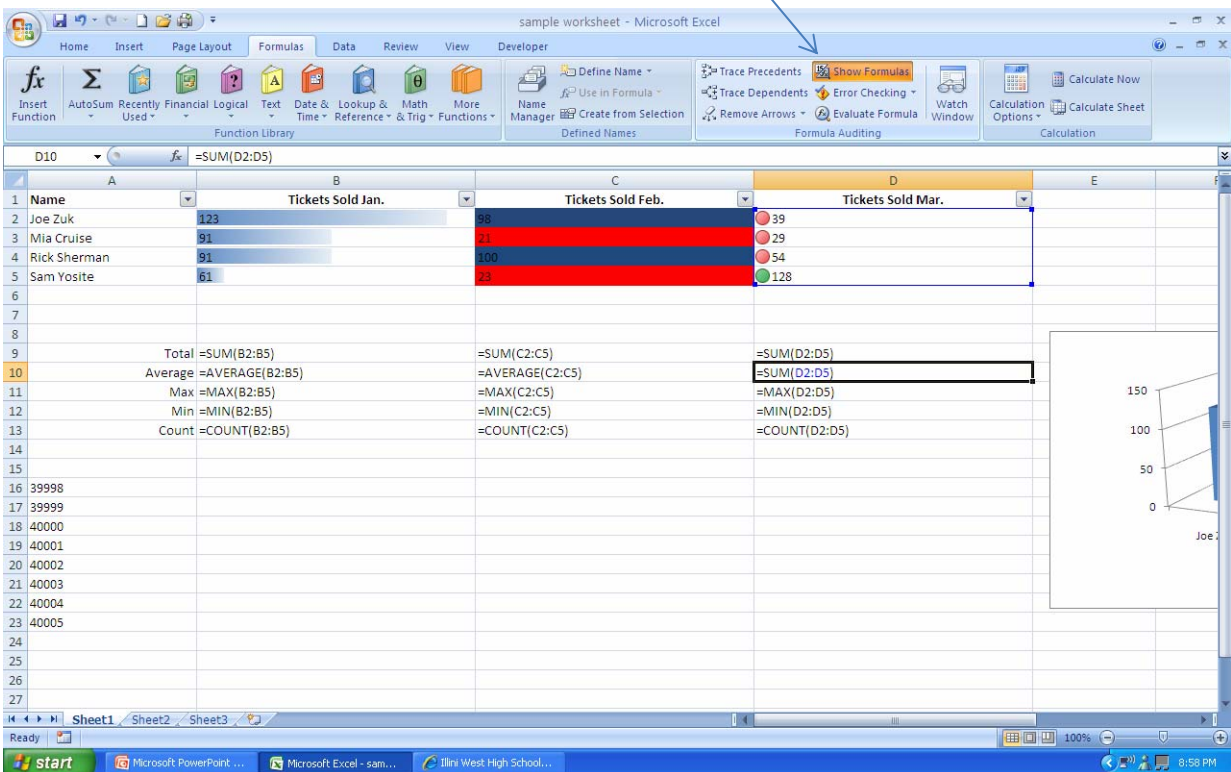 sample worksheet - Microsoft Excel
Home Insert Page Layout Formulas Data Review View Developer
fx Insert Function
Σ AutoSum
Recently Used
Financial
Logical
Text
Date & Time
Lookup & Reference
Math & Trig
More Functions
Function Library
Name Manager
Define Name
Use in Formula
Create from Selection
Defined Names
Trace Precedents
Trace Dependents
Remove Arrows
Show Formulas
Error Checking
Evaluate Formula
Watch Window
Formula Auditing
Calculation Options
Calculate Now
Calculate Sheet
Calculation
D10 fx =SUM(D2:D5)
A B C D E F
1 Name Tickets Sold Jan. Tickets Sold Feb. Tickets Sold Mar.
2 Joe Zuk 123 98 39
3 Mia Cruise 91 21 29
4 Rick Sherman 91 100 54
5 Sam Yosite 61 23 128
6
7
8
9 Total =SUM(B2:B5) =SUM(C2:C5) =SUM(D2:D5)
10 Average =AVERAGE(B2:B5) =AVERAGE(C2:C5) =SUM(D2:D5)
11 Max =MAX(B2:B5) =MAX(C2:C5) =MAX(D2:D5)
12 Min =MIN(B2:B5) =MIN(C2:C5) =MIN(D2:D5)
13 Count =COUNT(B2:B5) =COUNT(C2:C5) =COUNT(D2:D5)
14
15
16 39998
17 39999
18 40000
19 40001
20 40002
21 40003
22 40004
23 40005
24
25
26
27
150
100
50
0
Joe
Sheet1 Sheet2 Sheet3
Ready 100%
start Microsoft PowerPoint ... Microsoft Excel - sam... Illini West High School... 8:58 PM